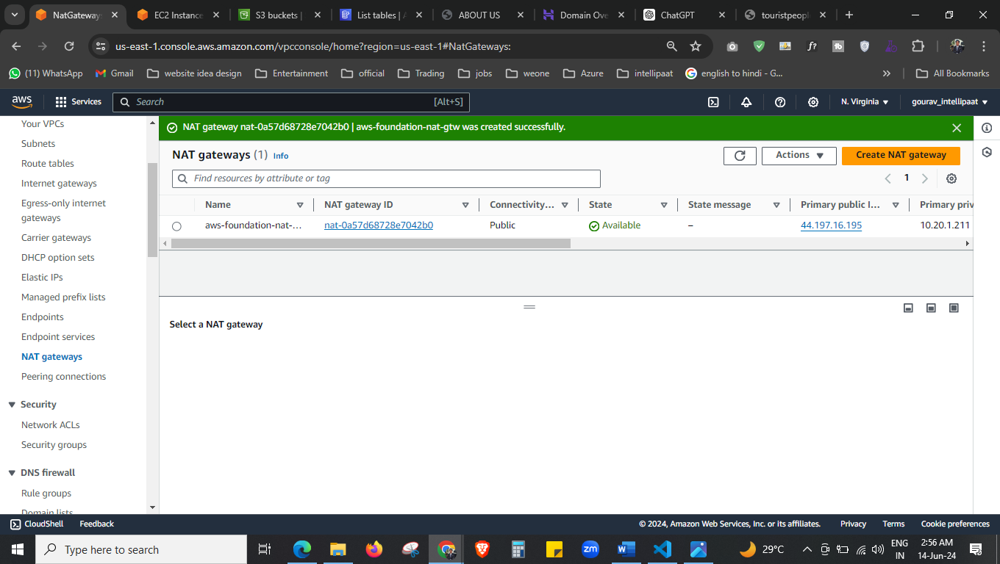 NatGateways
EC2 Instance
S3 buckets |
List tables | A
ABOUT US
Domain Ove
ChatGPT
touristpeopl
us-east-1.console.aws.amazon.com/vpcconsole/home?region=us-east-1#NatGateways:
f?
(11) WhatsApp
Gmail
website idea design
Entertainment
official
Trading
jobs
weone
Azure
intellipaat
english to hindi - G...
All Bookmarks
aws
Services
Search
[Alt+S]
N. Virginia
gourav_intellipaat
Your VPCs
Subnets
Route tables
Internet gateways
Egress-only internet
gateways
Carrier gateways
DHCP option sets
Elastic IPs
Managed prefix lists
Endpoints
Endpoint services
NAT gateways
Peering connections
Security
Network ACLs
Security groups
DNS firewall
Rule groups
Domain lists
NAT gateway nat-0a57d68728e7042b0 | aws-foundation-nat-gtw was created successfully.
NAT gateways (1) Info
Actions
Create NAT gateway
Find resources by attribute or tag
1
Name
NAT gateway ID
Connectivity...
State
State message
Primary public I...
Primary priv
aws-foundation-nat-...
nat-0a57d68728e7042b0
Public
Available
–
44.197.16.195
10.20.1.211
Select a NAT gateway
CloudShell
Feedback
© 2024, Amazon Web Services, Inc. or its affiliates.
Privacy
Terms
Cookie preferences
Type here to search
zm
29°C
ENG
IN
2:56 AM
14-Jun-24